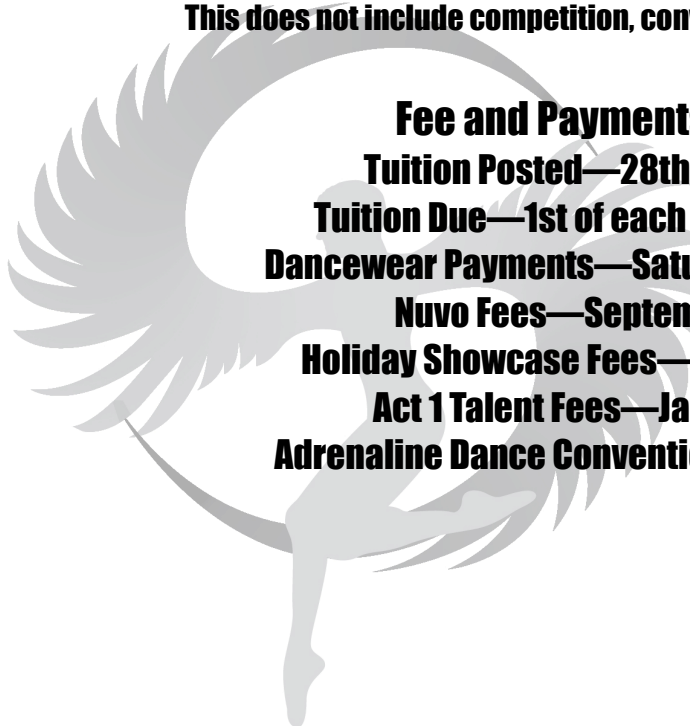 This does not include competition, con
Fee and Payment
Tuition Posted—28th
Tuition Due—1st of each
Dancewear Payments—Satu
Nuvo Fees—Septem
Holiday Showcase Fees—
Act 1 Talent Fees—Ja
Adrenaline Dance Conventi